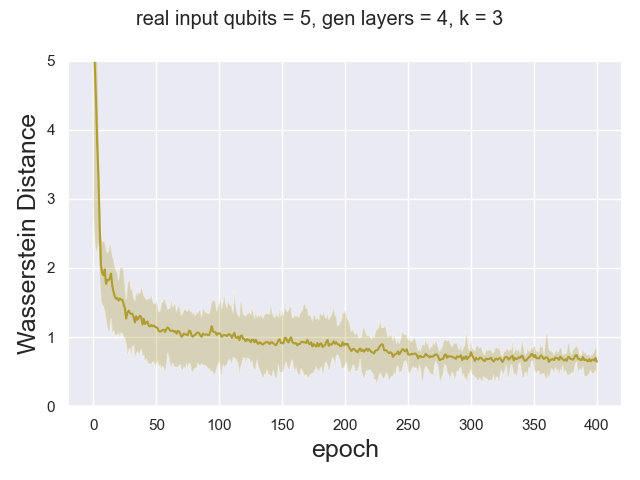 real input qubits = 5, gen layers = 4, k = 3
5
4
3
2
1
0
Wasserstein Distance
0 50 100 150 200 250 300 350 400
epoch